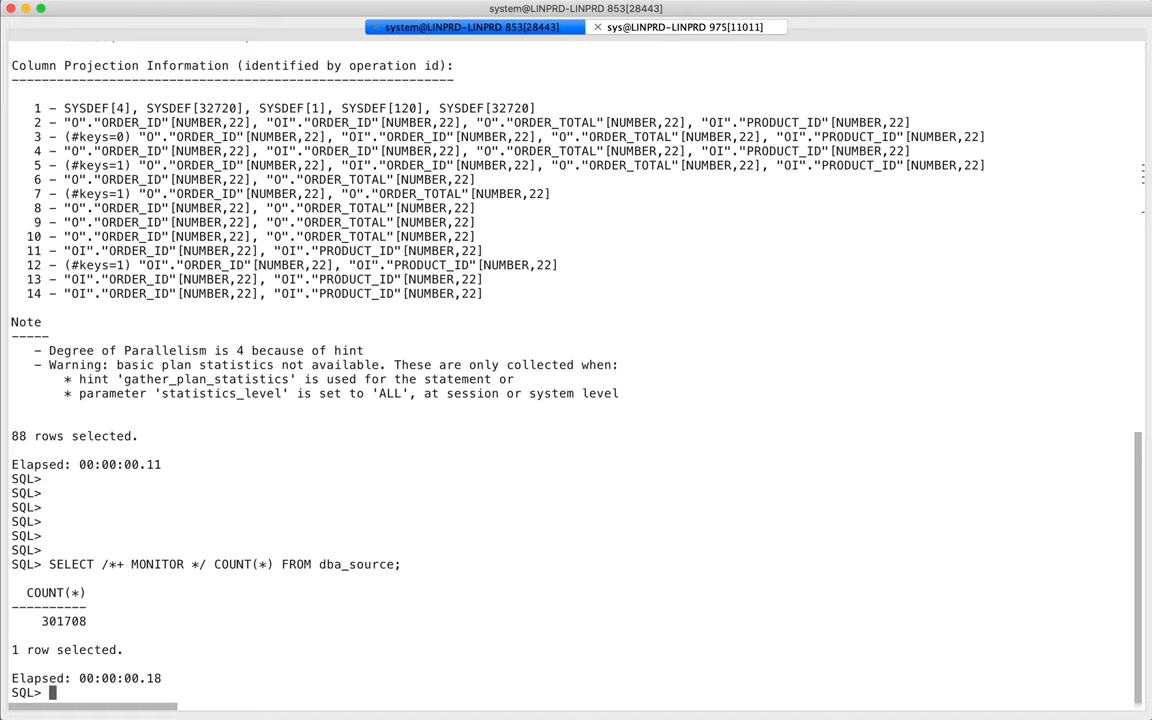 system@LINPRD-LINPRD 853[28443]
system@LINPRD-LINPRD 853[28443]
sys@LINPRD-LINPRD 975[11011]
Column Projection Information (identified by operation id):
-----------------------------------------------------------
1 - SYSDEF[4], SYSDEF[32720], SYSDEF[1], SYSDEF[120], SYSDEF[32720]
2 - "O"."ORDER_ID"[NUMBER,22], "OI"."ORDER_ID"[NUMBER,22], "O"."ORDER_TOTAL"[NUMBER,22], "OI"."PRODUCT_ID"[NUMBER,22]
3 - (#keys=0) "O"."ORDER_ID"[NUMBER,22], "OI"."ORDER_ID"[NUMBER,22], "O"."ORDER_TOTAL"[NUMBER,22], "OI"."PRODUCT_ID"[NUMBER,22]
4 - "O"."ORDER_ID"[NUMBER,22], "OI"."ORDER_ID"[NUMBER,22], "O"."ORDER_TOTAL"[NUMBER,22], "OI"."PRODUCT_ID"[NUMBER,22]
5 - (#keys=1) "O"."ORDER_ID"[NUMBER,22], "OI"."ORDER_ID"[NUMBER,22], "O"."ORDER_TOTAL"[NUMBER,22], "OI"."PRODUCT_ID"[NUMBER,22]
6 - "O"."ORDER_ID"[NUMBER,22], "O"."ORDER_TOTAL"[NUMBER,22]
7 - (#keys=1) "O"."ORDER_ID"[NUMBER,22], "O"."ORDER_TOTAL"[NUMBER,22]
8 - "O"."ORDER_ID"[NUMBER,22], "O"."ORDER_TOTAL"[NUMBER,22]
9 - "O"."ORDER_ID"[NUMBER,22], "O"."ORDER_TOTAL"[NUMBER,22]
10 - "O"."ORDER_ID"[NUMBER,22], "O"."ORDER_TOTAL"[NUMBER,22]
11 - "OI"."ORDER_ID"[NUMBER,22], "OI"."PRODUCT_ID"[NUMBER,22]
12 - (#keys=1) "OI"."ORDER_ID"[NUMBER,22], "OI"."PRODUCT_ID"[NUMBER,22]
13 - "OI"."ORDER_ID"[NUMBER,22], "OI"."PRODUCT_ID"[NUMBER,22]
14 - "OI"."ORDER_ID"[NUMBER,22], "OI"."PRODUCT_ID"[NUMBER,22]
Note
-----
- Degree of Parallelism is 4 because of hint
- Warning: basic plan statistics not available. These are only collected when:
* hint 'gather_plan_statistics' is used for the statement or
* parameter 'statistics_level' is set to 'ALL', at session or system level
88 rows selected.
Elapsed: 00:00:00.11
SQL>
SQL>
SQL>
SQL>
SQL>
SQL>
SQL> SELECT /*+ MONITOR */ COUNT(*) FROM dba_source;
COUNT(*)
----------
301708
1 row selected.
Elapsed: 00:00:00.18
SQL>